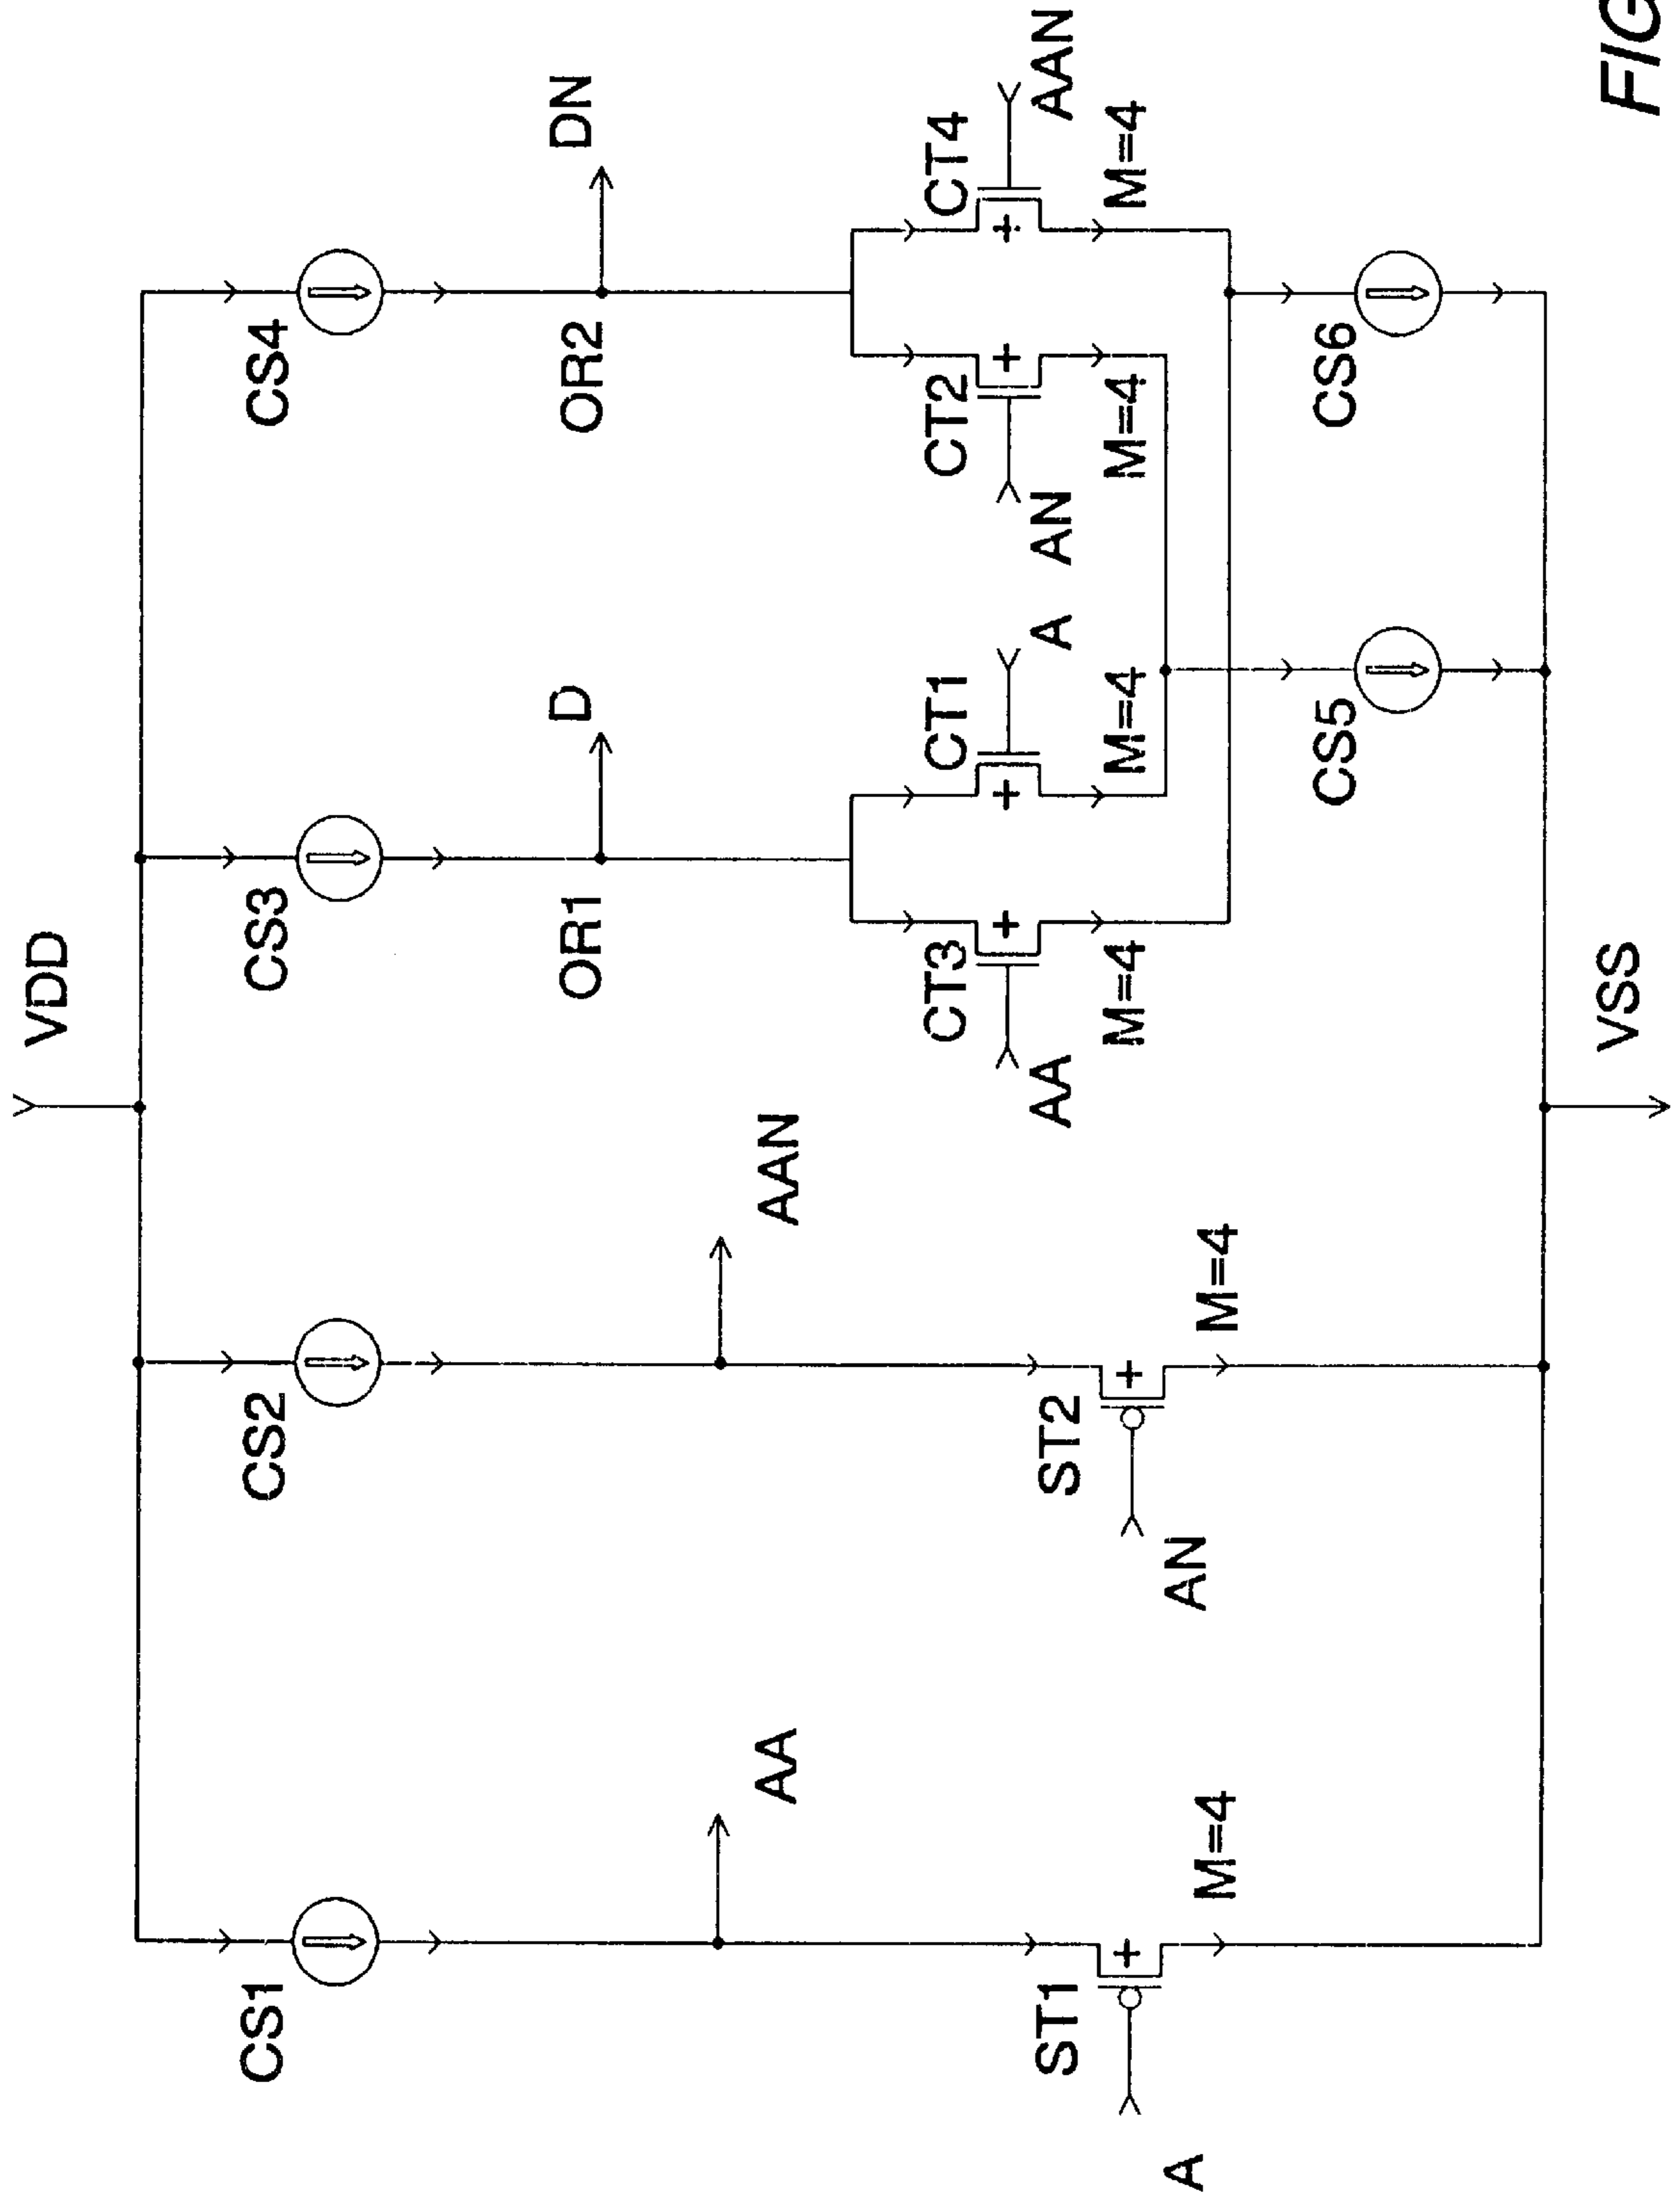 VDD
CS1
CS2
CS3
CS4
OR1
D
OR2
DN
AA
AAN
CT3
CT1
CT2
CT4
AA
A
AN
AAN
M=4
M=4
M=4
M=4
ST1
ST2
A
AN
M=4
M=4
CS5
CS6
VSS
FIG